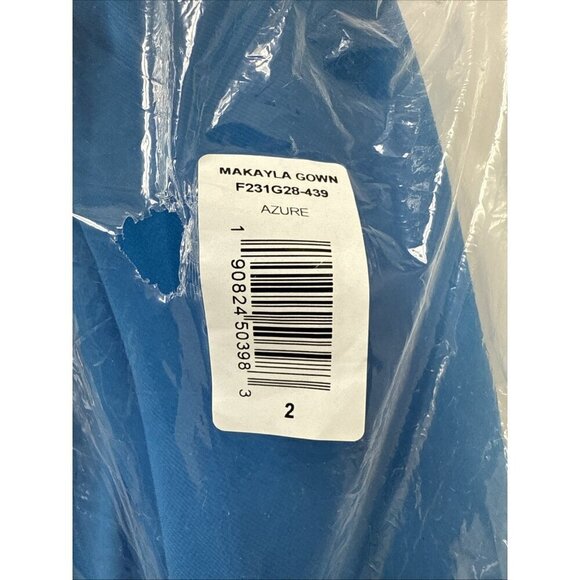 MAKAYLA GOWN
F231G28-439
AZURE
1 90824 50398 3
2